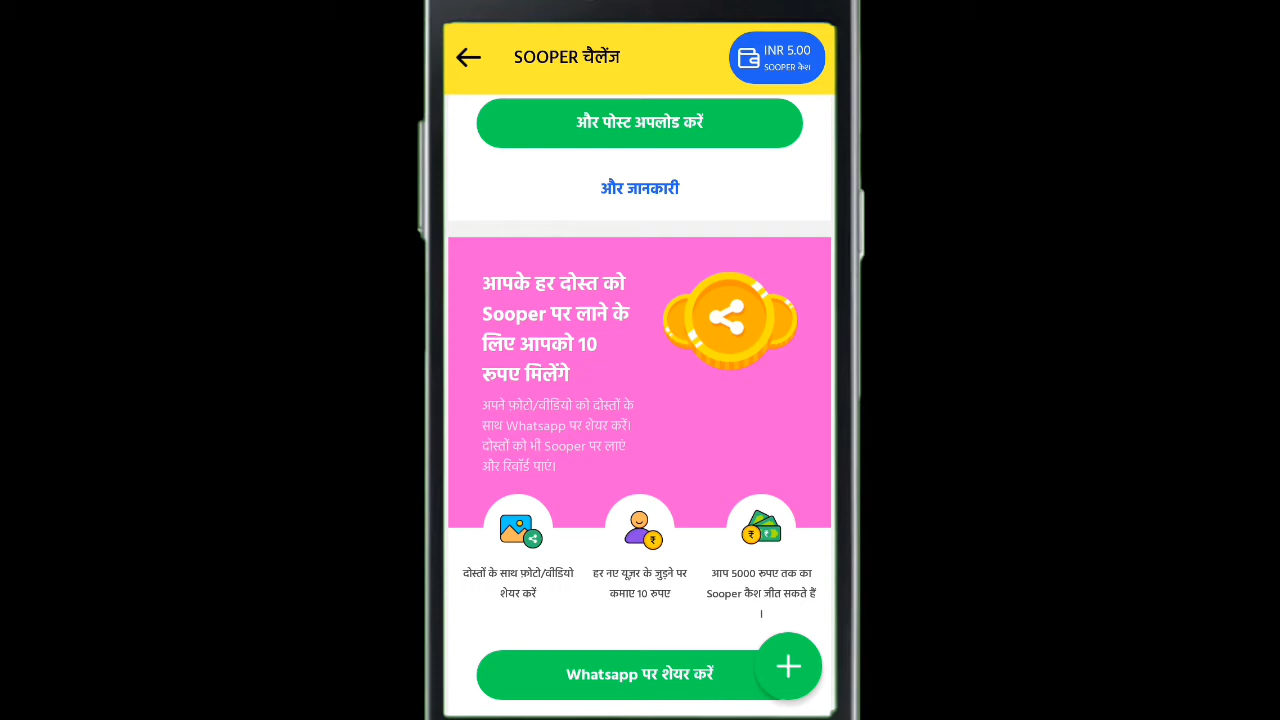 SOOPER चैलेंज
INR 5.00
SOOPER कैश
और पोस्ट अपलोड करें
और जानकारी
आपके हर दोस्त को
Sooper पर लाने के
लिए आपको 10
रुपए मिलेंगे
अपने फ़ोटो/वीडियो को दोस्तों के
साथ Whatsapp पर शेयर करें।
दोस्तों को भी Sooper पर लाएं
और रिवॉर्ड पाएं।
दोस्तों के साथ फ़ोटो/वीडियो
शेयर करें
हर नए यूज़र के जुड़ने पर
कमाए 10 रुपए
आप 5000 रुपए तक का
Sooper कैश जीत सकते हैं
।
Whatsapp पर शेयर करें